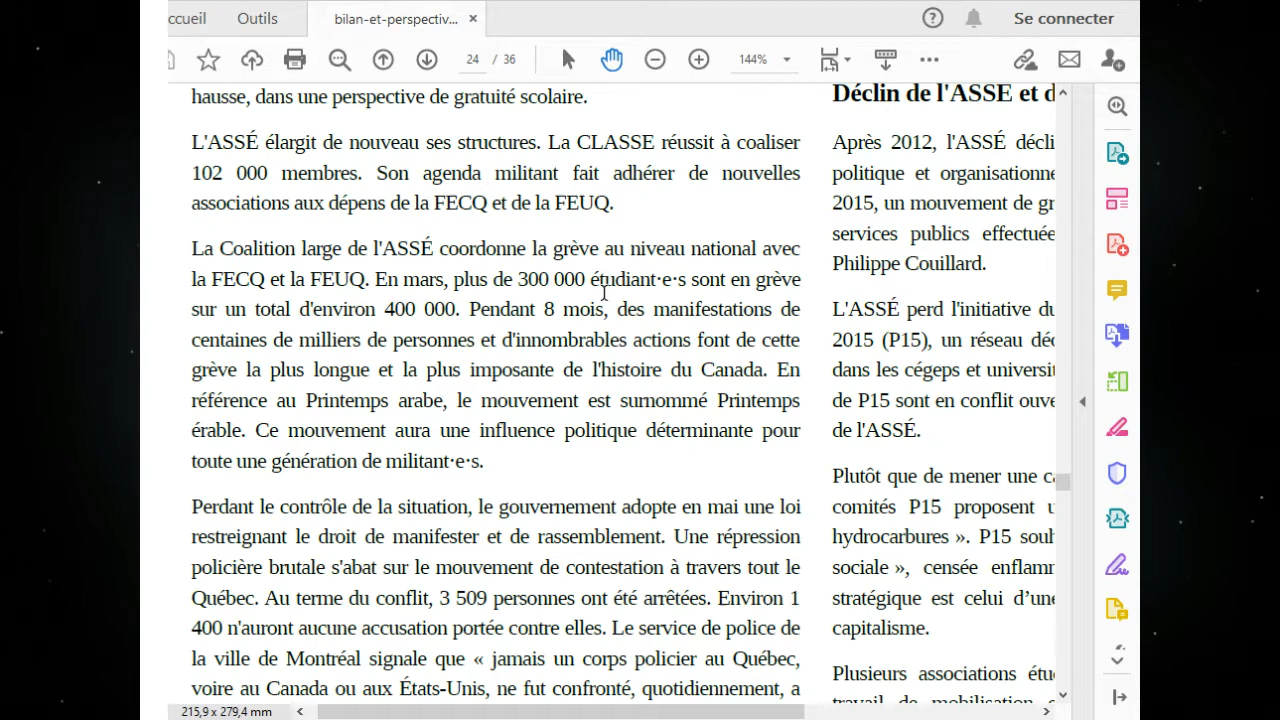 ccueil
Outils
bilan-et-perspectiv... ×
Se connecter
24 / 36
144%
hausse, dans une perspective de gratuité scolaire.
L'ASSÉ élargit de nouveau ses structures. La CLASSE réussit à coaliser
102 000 membres. Son agenda militant fait adhérer de nouvelles
associations aux dépens de la FECQ et de la FEUQ.
La Coalition large de l'ASSÉ coordonne la grève au niveau national avec
la FECQ et la FEUQ. En mars, plus de 300 000 étudiant·e·s sont en grève
sur un total d'environ 400 000. Pendant 8 mois, des manifestations de
centaines de milliers de personnes et d'innombrables actions font de cette
grève la plus longue et la plus imposante de l'histoire du Canada. En
référence au Printemps arabe, le mouvement est surnommé Printemps
érable. Ce mouvement aura une influence politique déterminante pour
toute une génération de militant·e·s.
Perdant le contrôle de la situation, le gouvernement adopte en mai une loi
restreignant le droit de manifester et de rassemblement. Une répression
policière brutale s'abat sur le mouvement de contestation à travers tout le
Québec. Au terme du conflit, 3 509 personnes ont été arrêtées. Environ 1
400 n'auront aucune accusation portée contre elles. Le service de police de
la ville de Montréal signale que « jamais un corps policier au Québec,
voire au Canada ou aux États-Unis, ne fut confronté, quotidiennement, a
Déclin de l'ASSÉ et d
Après 2012, l'ASSÉ décli
politique et organisationne
2015, un mouvement de gr
services publics effectuée
Philippe Couillard.
L'ASSÉ perd l'initiative du
2015 (P15), un réseau déc
dans les cégeps et universit
de P15 sont en conflit ouve
de l'ASSÉ.
Plutôt que de mener une ca
comités P15 proposent u
hydrocarbures ». P15 souh
sociale », censée enflamm
stratégique est celui d'une
capitalisme.
Plusieurs associations étu
travail de mobilisation
215,9 x 279,4 mm